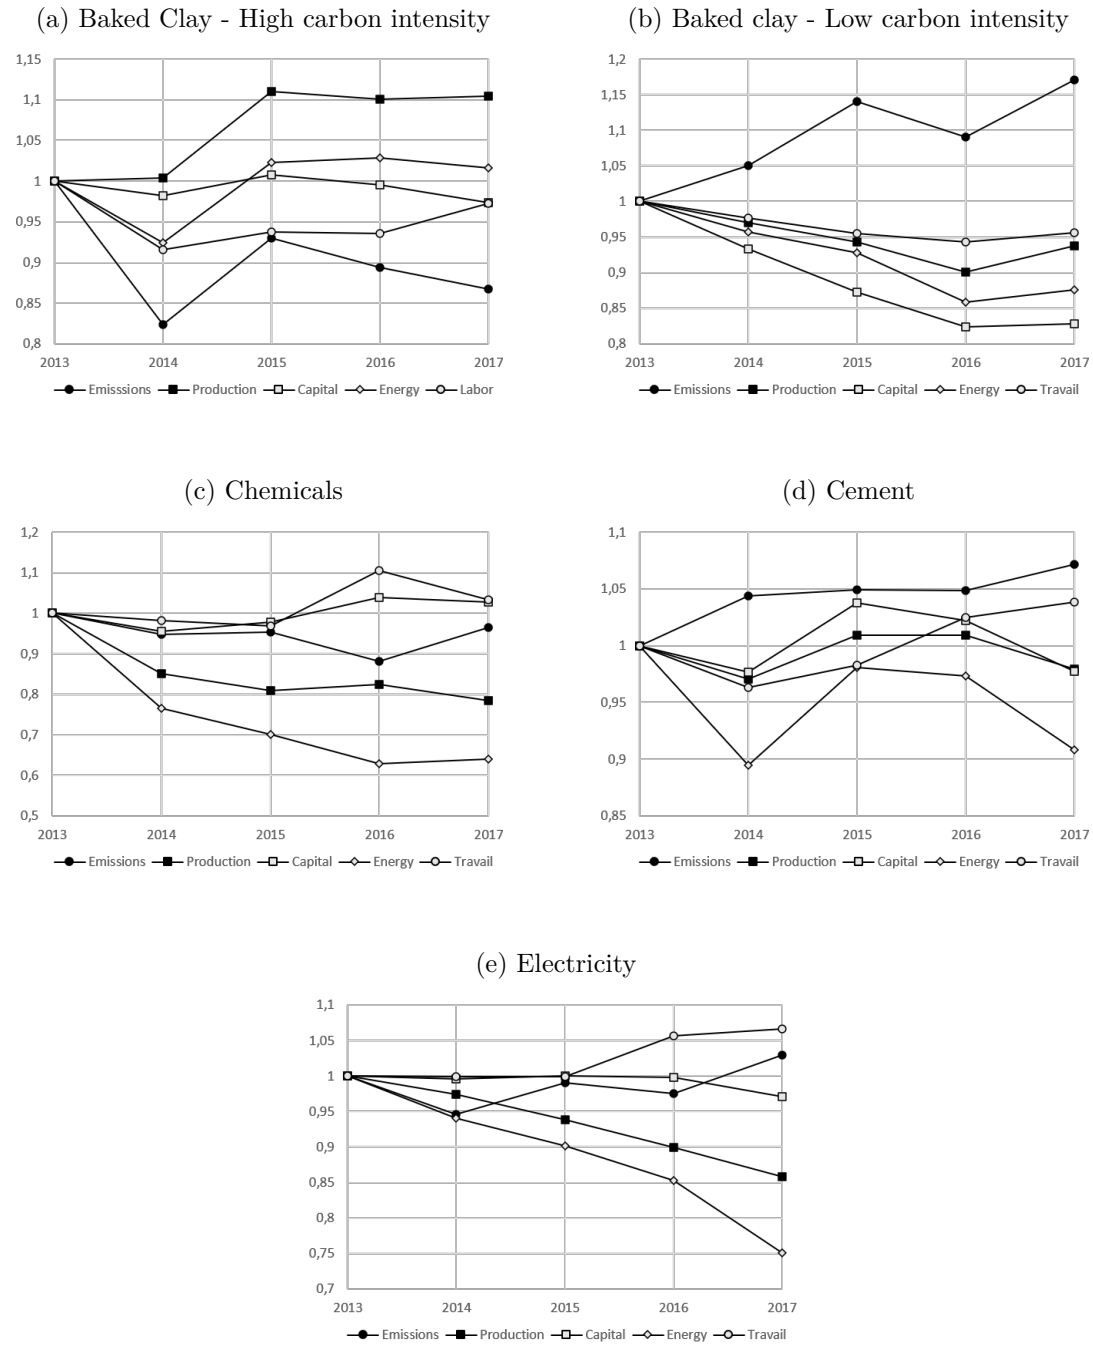 (a) Baked Clay - High carbon intensity
1,15
1,1
1,05
1
0,95
0,9
0,85
0,8
2013 2014 2015 2016 2017
Emisssions Production Capital Energy Labor
(b) Baked clay - Low carbon intensity
1,2
1,15
1,1
1,05
1
0,95
0,9
0,85
0,8
2013 2014 2015 2016 2017
Emisssions Production Capital Energy Travail
(c) Chemicals
1,2
1,1
1
0,9
0,8
0,7
0,6
0,5
2013 2014 2015 2016 2017
Emissions Production Capital Energy Travail
(d) Cement
1,1
1,05
1
0,95
0,9
0,85
2013 2014 2015 2016 2017
Emissions Production Capital Energy Travail
(e) Electricity
1,1
1,05
1
0,95
0,9
0,85
0,8
0,75
0,7
2013 2014 2015 2016 2017
Emissions Production Capital Energy Travail